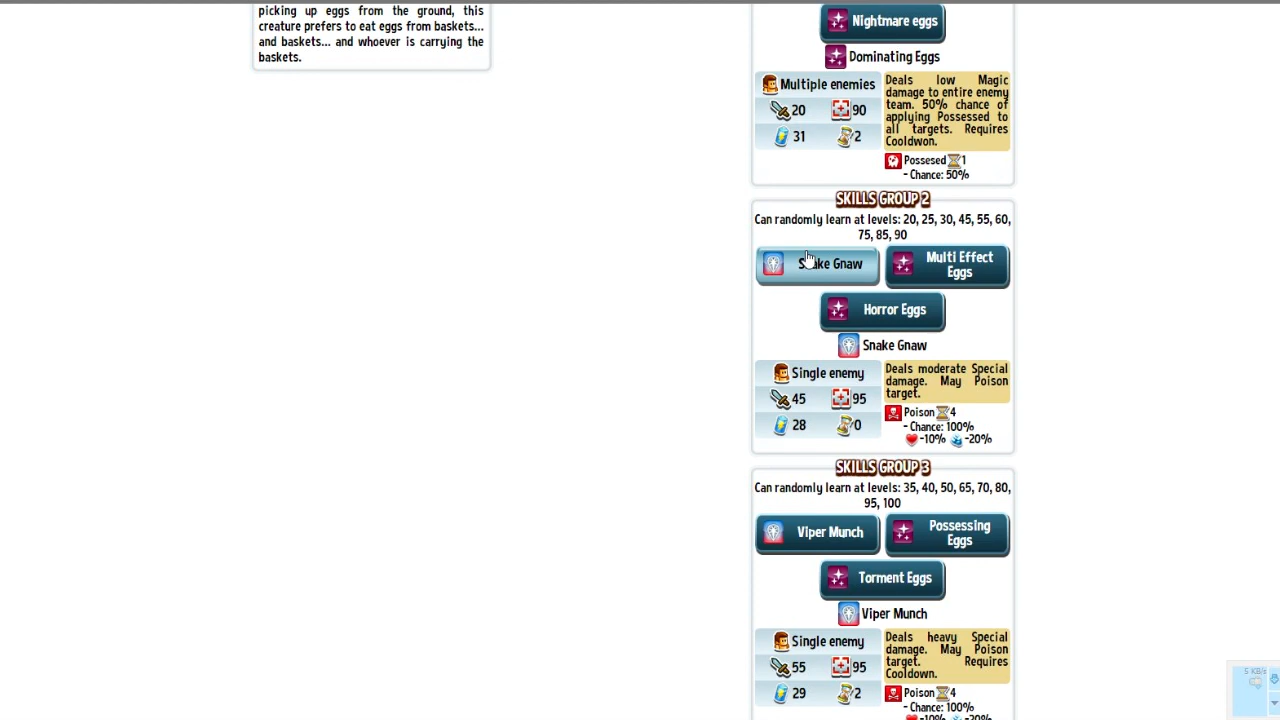 picking up eggs from the ground, this
creature prefers to eat eggs from baskets...
and baskets... and whoever is carrying the
baskets.
Nightmare eggs
Dominating Eggs
Multiple enemies
20 90
31 2
Deals low Magic
damage to entire enemy
team. 50% chance of
applying Possessed to
all targets. Requires
Cooldwon.
Possesed 1
- Chance: 50%
SKILLS GROUP 2
Can randomly learn at levels: 20, 25, 30, 45, 55, 60,
75, 85, 90
Snake Gnaw
Multi Effect
Eggs
Horror Eggs
Snake Gnaw
Single enemy
45 95
28 0
Deals moderate Special
damage. May Poison
target.
Poison 4
- Chance: 100%
-10% -20%
SKILLS GROUP 3
Can randomly learn at levels: 35, 40, 50, 65, 70, 80,
95, 100
Viper Munch
Possessing
Eggs
Torment Eggs
Viper Munch
Single enemy
55 95
29 2
Deals heavy Special
damage. May Poison
target. Requires
Cooldown.
Poison 4
- Chance: 100%
-10% -20%
5 KB/s